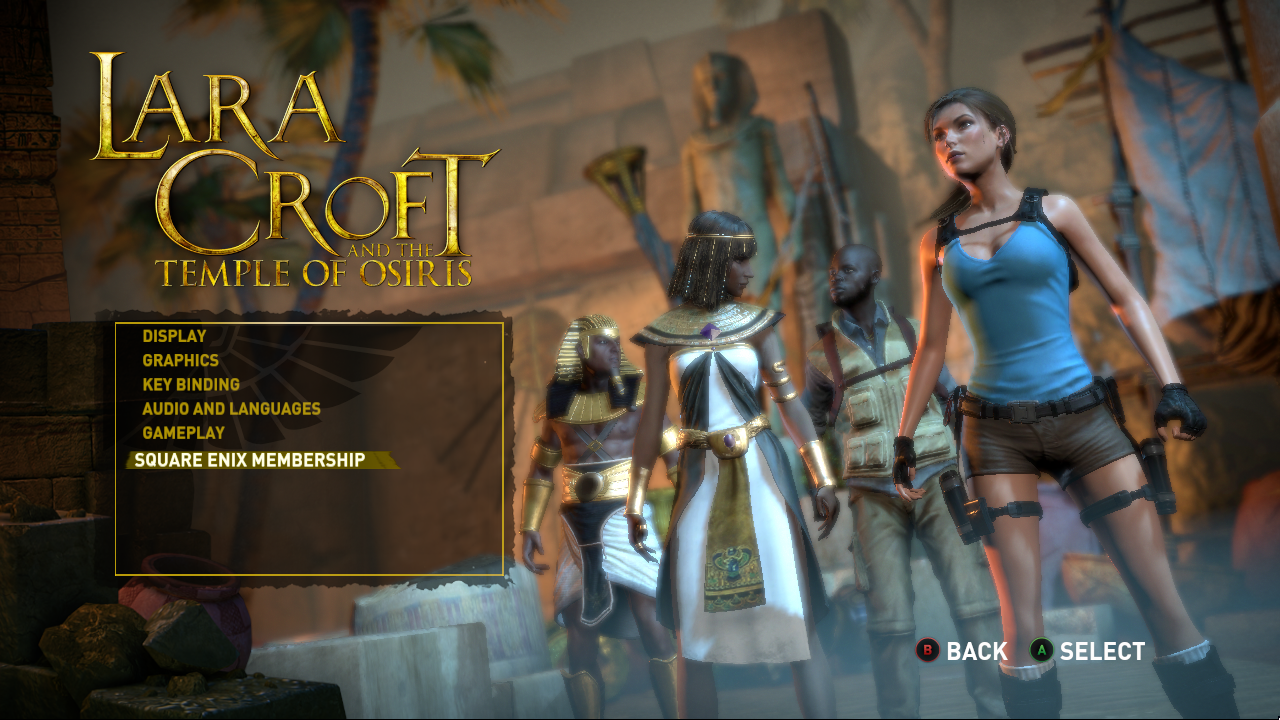 LARA
CROFT
AND THE
TEMPLE OF OSIRIS
DISPLAY
GRAPHICS
KEY BINDING
AUDIO AND LANGUAGES
GAMEPLAY
SQUARE ENIX MEMBERSHIP
B BACK A SELECT